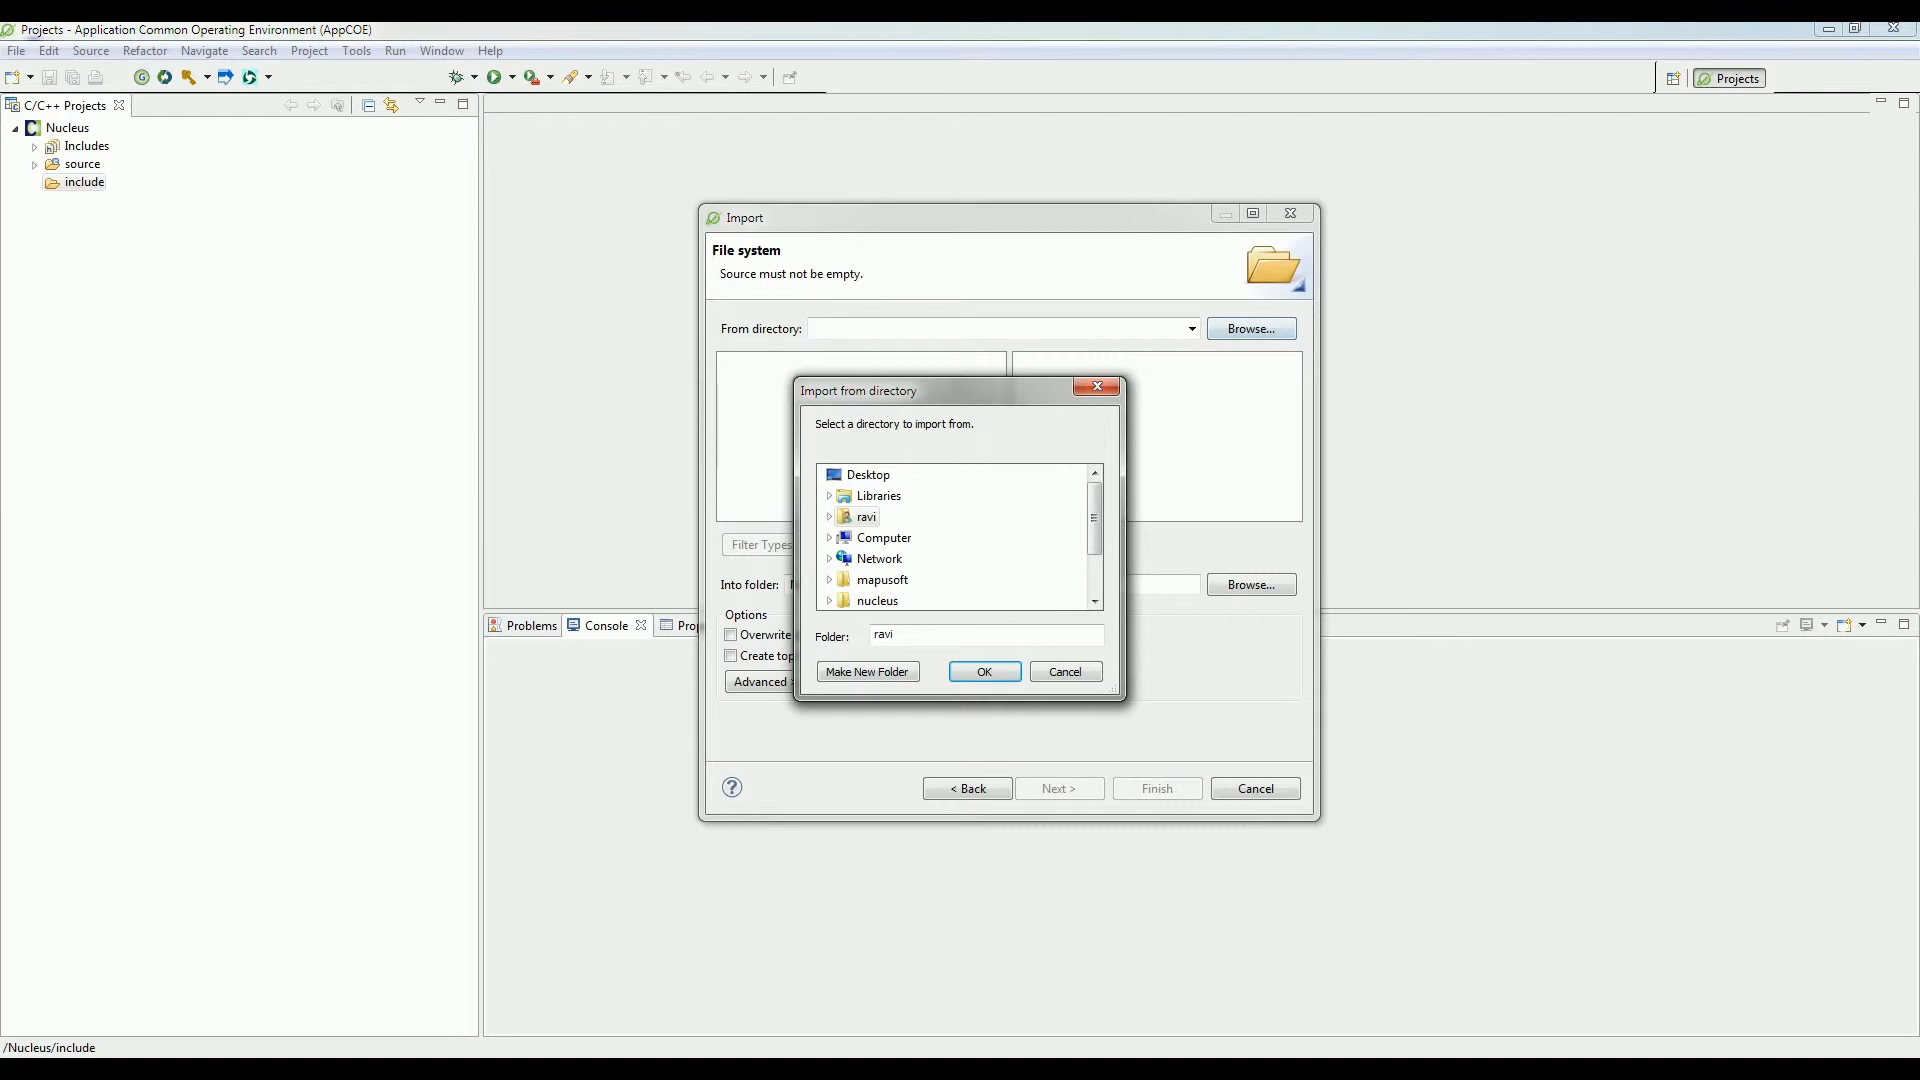 Projects - Application Common Operating Environment (AppCOE)
File Edit Source Refactor Navigate Search Project Tools Run Window Help
Projects
C/C++ Projects
Nucleus
Includes
source
include
Import
File system
Source must not be empty.
From directory:
Browse...
Import from directory
Select a directory to import from.
Desktop
Libraries
ravi
Computer
Network
mapusoft
nucleus
Folder: ravi
Make New Folder OK Cancel
Filter Types
Into folder:
Browse...
Options
Overwrite
Create top
Advanced
Problems Console
< Back Next > Finish Cancel
/Nucleus/include